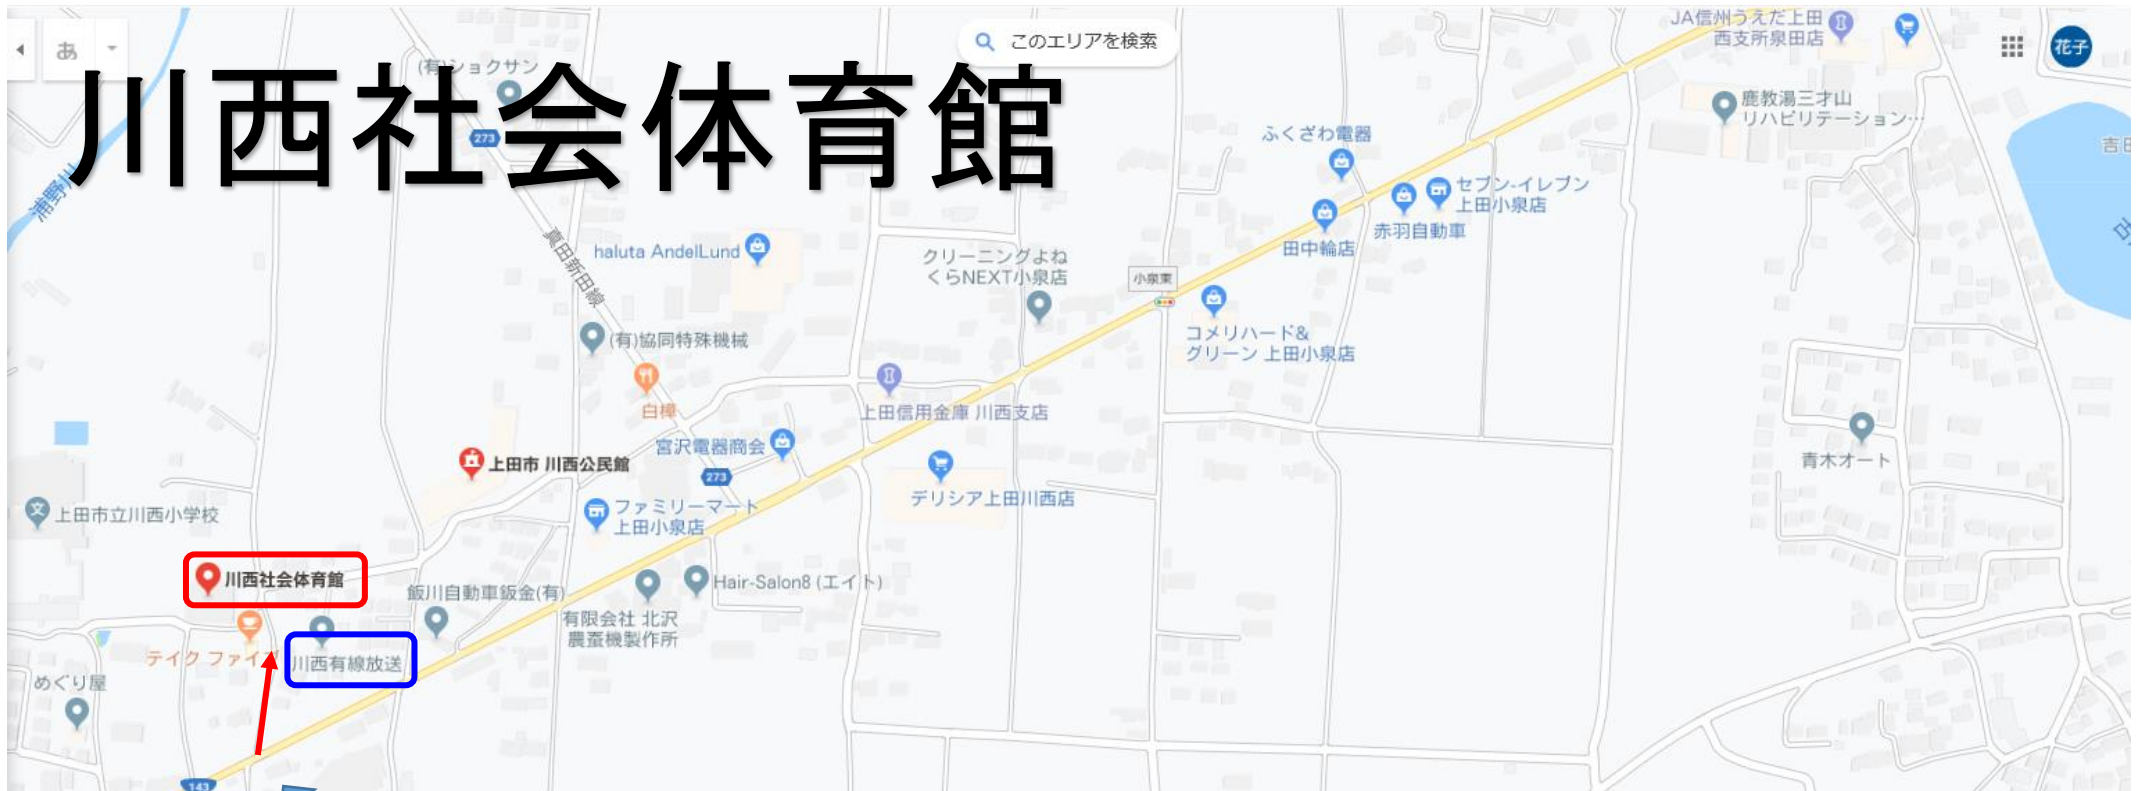 あ
このエリアを検索
川西社会体育館
花子
JA信州うえだ上田
西支所泉田店
(有)ショクサン
273
浦野川
鹿教湯三才山
リハビリテーション…
ふくざわ電器
セブン-イレブン
上田小泉店
赤羽自動車
田中輪店
真田新田線
haluta AndelLund
クリーニングよね
くらNEXT小泉店
小泉東
コメリハード&
グリーン 上田小泉店
(有)協同特殊機械
白樺
上田信用金庫 川西支店
宮沢電器商会
273
上田市 川西公民館
デリシア上田川西店
ファミリーマート
上田小泉店
青木オート
上田市立川西小学校
川西社会体育館
飯川自動車鈑金(有)
Hair-Salon8 (エイト)
有限会社 北沢
農蚕機製作所
川西有線放送
めぐり屋
143